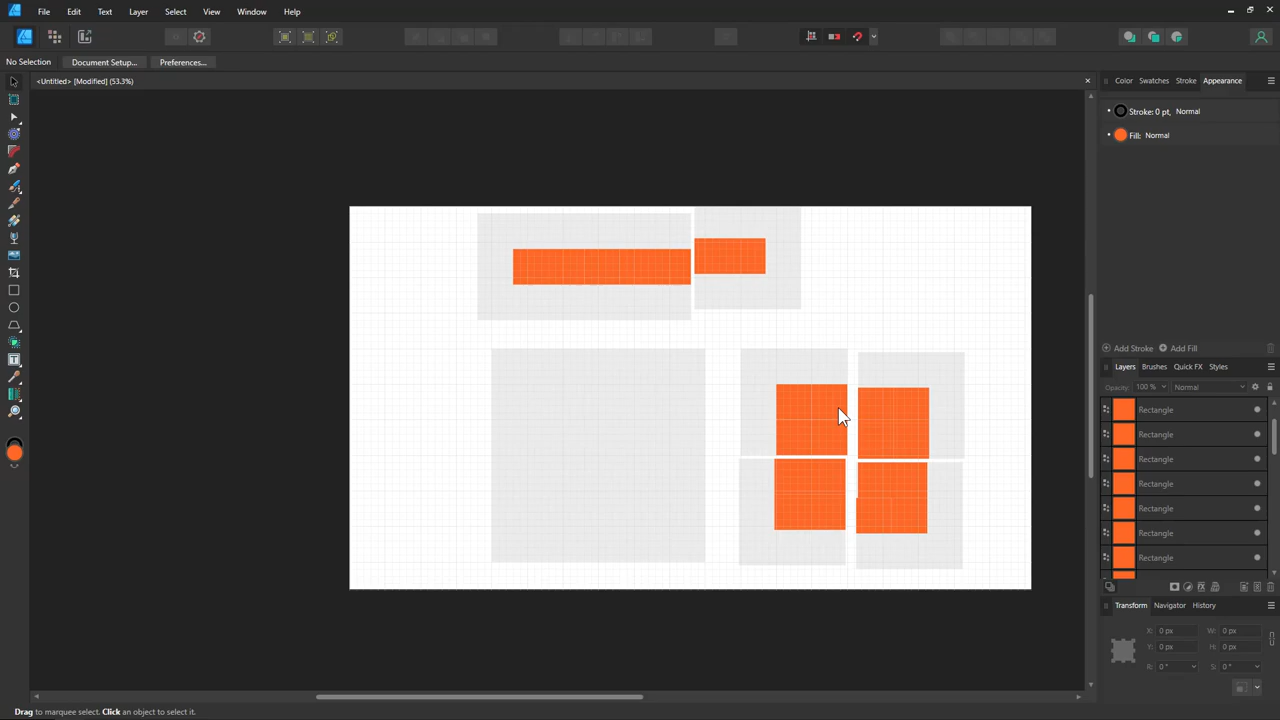 File Edit Text Layer Select View Window Help
No Selection Document Setup... Preferences...
<Untitled> [Modified] (53.3%)
Color Swatches Stroke Appearance
Stroke: 0 pt, Normal
Fill: Normal
Add Stroke Add Fill
Layers Brushes Quick FX Styles
Opacity: 100 % Normal
Rectangle
Rectangle
Rectangle
Rectangle
Rectangle
Rectangle
Rectangle
Transform Navigator History
X: 0 px W: 0 px
Y: 0 px H: 0 px
R: 0 ° S: 0 °
Drag to marquee select. Click an object to select it.